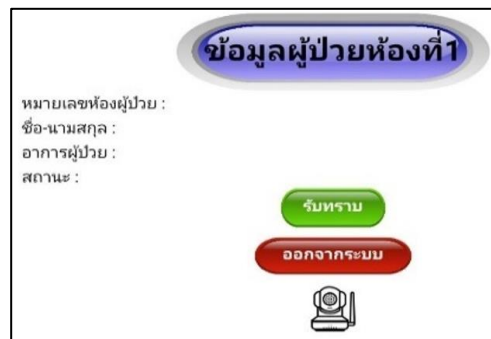 ข้อมูลผู้ป่วยห้องที่1
หมายเลขห้องผู้ป่วย :
ชื่อ-นามสกุล :
อาการผู้ป่วย :
สถานะ :
รับทราบ
ออกจากระบบ